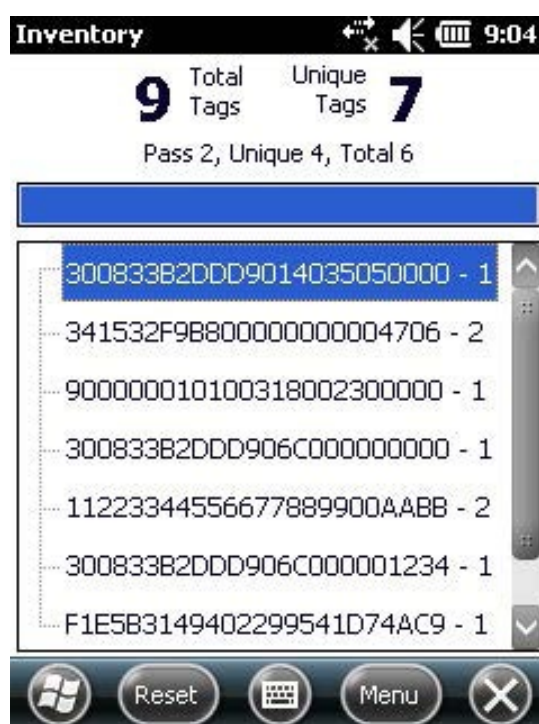 Inventory 9:04
9 Total Tags Unique Tags 7
Pass 2, Unique 4, Total 6
300833B2DDD9014035050000 - 1
341532F9B800000000004706 - 2
900000010100318002300000 - 1
300833B2DDD906C000000000 - 1
11223344556677889900AABB - 2
300833B2DDD906C000001234 - 1
F1E5B3149402299541D74AC9 - 1
Reset Menu